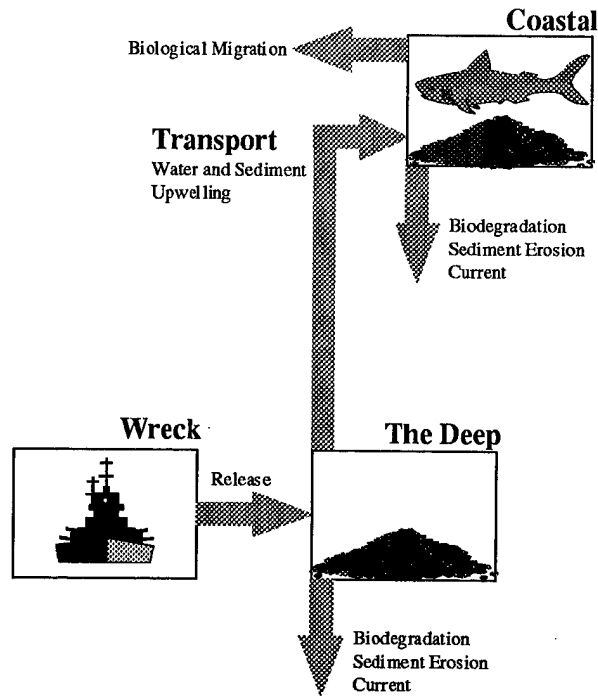 Coastal
Biological Migration
Transport
Water and Sediment
Upwelling
Biodegradation
Sediment Erosion
Current
Wreck
The Deep
Release
Biodegradation
Sediment Erosion
Current